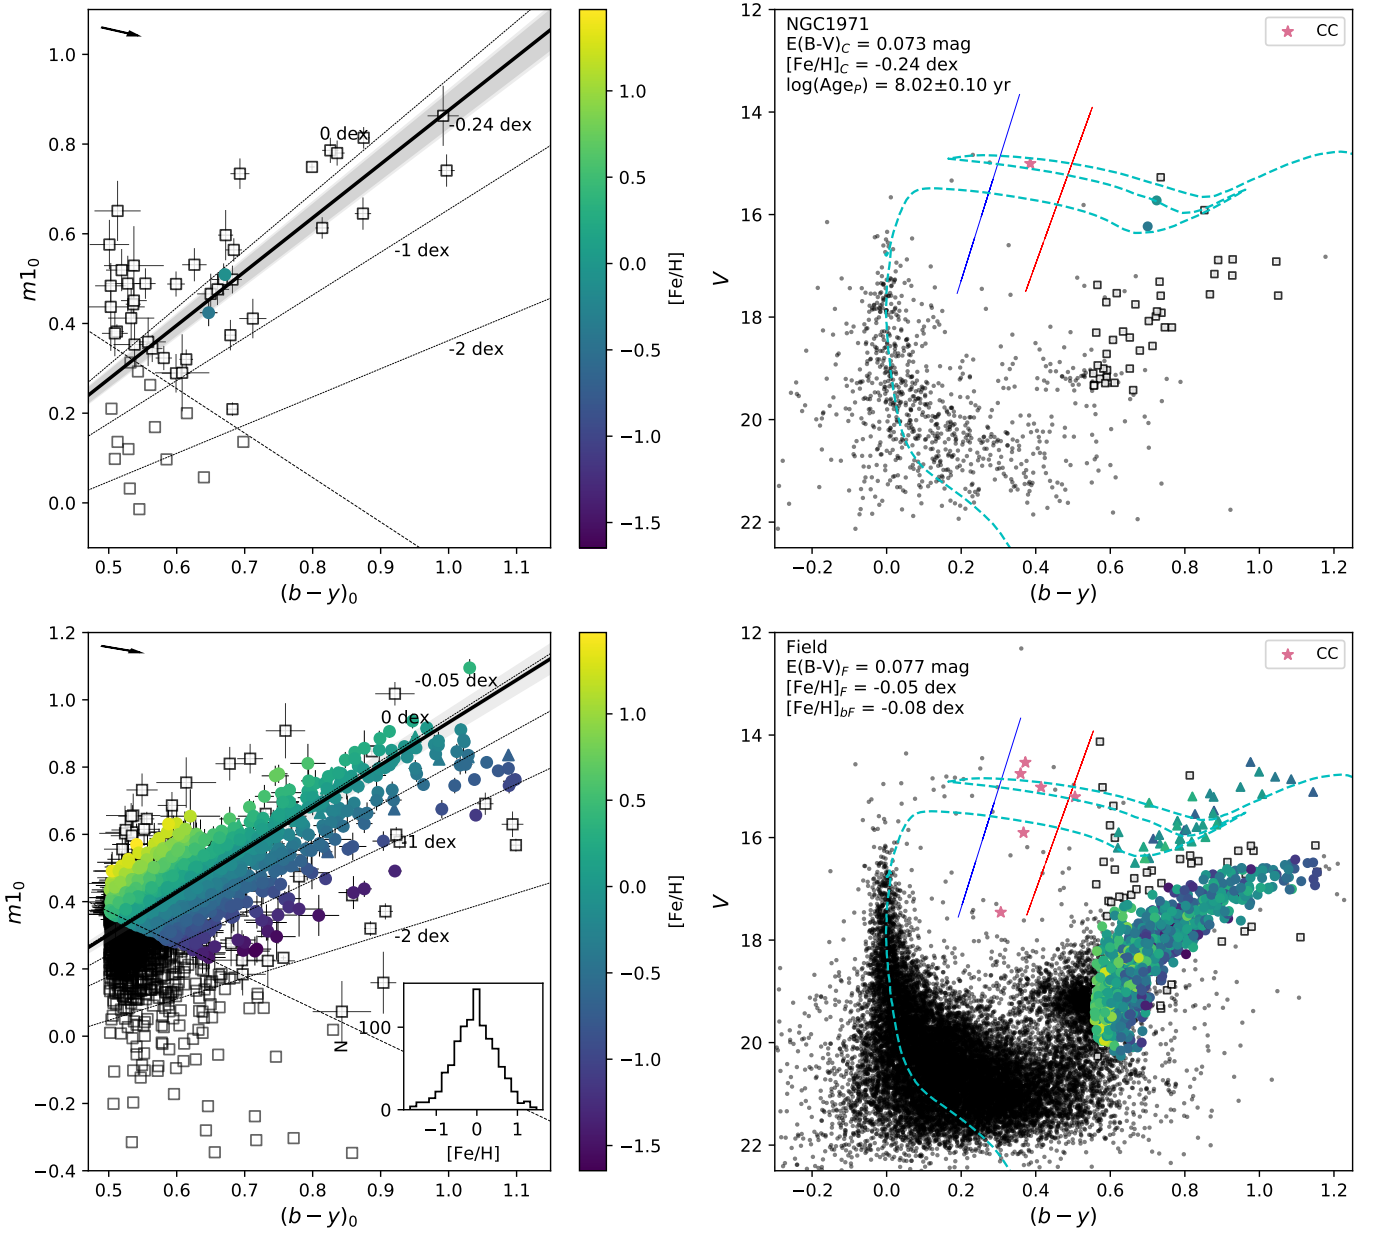 1.0
0.8
0.6
0.4
0.2
0.0
m1₀
0.5
0.6
0.7
0.8
0.9
1.0
1.1
(b − y)₀
0 dex
-0.24 dex
-1 dex
-2 dex
1.0
0.5
0.0
−0.5
−1.0
−1.5
[Fe/H]
NGC1971
E(B-V)C = 0.073 mag
[Fe/H]C = -0.24 dex
log(AgeP) = 8.02±0.10 yr
CC
12
14
16
18
20
22
V
−0.2
0.0
0.2
0.4
0.6
0.8
1.0
1.2
(b − y)
1.2
1.0
0.8
0.6
0.4
0.2
0.0
−0.2
−0.4
m1₀
0.5
0.6
0.7
0.8
0.9
1.0
1.1
(b − y)₀
-0.05 dex
0 dex
-1 dex
-2 dex
N
100
0
−1
0
1
[Fe/H]
1.0
0.5
0.0
−0.5
−1.0
−1.5
[Fe/H]
Field
E(B-V)F = 0.077 mag
[Fe/H]F = -0.05 dex
[Fe/H]bF = -0.08 dex
CC
12
14
16
18
20
22
V
−0.2
0.0
0.2
0.4
0.6
0.8
1.0
1.2
(b − y)